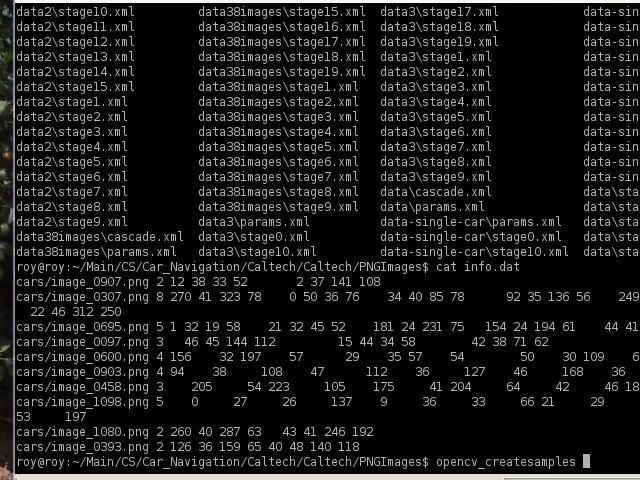 data2\stage10.xml data38images\stage15.xml data3\stage17.xml data-sin
data2\stage11.xml data38images\stage16.xml data3\stage18.xml data-sin
data2\stage12.xml data38images\stage17.xml data3\stage19.xml data-sin
data2\stage13.xml data38images\stage18.xml data3\stage1.xml data-sin
data2\stage14.xml data38images\stage19.xml data3\stage2.xml data-sin
data2\stage15.xml data38images\stage1.xml data3\stage3.xml data-sin
data2\stage1.xml data38images\stage2.xml data3\stage4.xml data-sin
data2\stage2.xml data38images\stage3.xml data3\stage5.xml data-sin
data2\stage3.xml data38images\stage4.xml data3\stage6.xml data-sin
data2\stage4.xml data38images\stage5.xml data3\stage7.xml data-sin
data2\stage5.xml data38images\stage6.xml data3\stage8.xml data-sin
data2\stage6.xml data38images\stage7.xml data3\stage9.xml data-sin
data2\stage7.xml data38images\stage8.xml data\cascade.xml data\st
data2\stage8.xml data38images\stage9.xml data\params.xml data\st
data2\stage9.xml data3\params.xml data-single-car\params.xml data\st
data38images\cascade.xml data3\stage0.xml data-single-car\stage0.xml data\st
data38images\params.xml data3\stage10.xml data-single-car\stage10.xml data\st
roy@roy:~/Main/CS/Car_Navigation/Caltech/Caltech/PNGImages$ cat info.dat
cars/image_0907.png 2 12 38 33 52 2 37 141 108
cars/image_0307.png 8 270 41 323 78 0 50 36 76 34 40 85 78 92 35 136 56 249
22 46 312 250
cars/image_0695.png 5 1 32 19 58 21 32 45 52 181 24 231 75 154 24 194 61 44 41
cars/image_0097.png 3 46 45 144 112 15 44 34 58 42 38 71 62
cars/image_0600.png 4 156 32 197 57 29 35 57 54 50 30 109 6
cars/image_0903.png 4 94 38 108 47 112 36 127 46 168 36
cars/image_0458.png 3 205 54 223 105 175 41 204 64 42 46 18
cars/image_1098.png 5 0 27 26 137 9 36 33 66 21 29
53 197
cars/image_1080.png 2 260 40 287 63 43 41 246 192
cars/image_0393.png 2 126 36 159 65 40 48 140 118
roy@roy:~/Main/CS/Car_Navigation/Caltech/Caltech/PNGImages$ opencv_createsamples